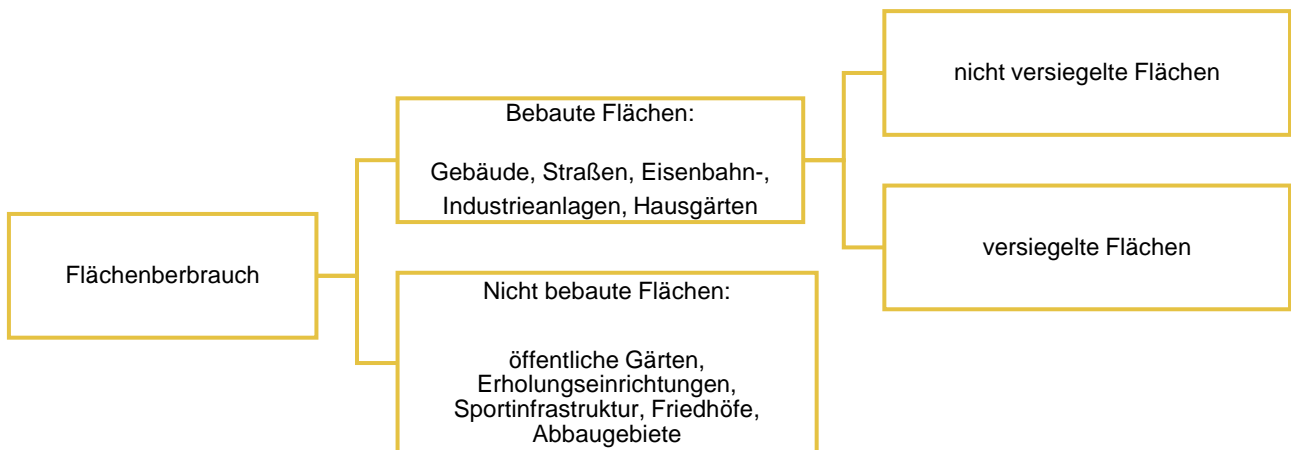 Flächenberbrauch
Bebaute Flächen:
Gebäude, Straßen, Eisenbahn-,
Industrieanlagen, Hausgärten
Nicht bebaute Flächen:
öffentliche Gärten,
Erholungseinrichtungen,
Sportinfrastruktur, Friedhöfe,
Abbaugebiete
nicht versiegelte Flächen
versiegelte Flächen